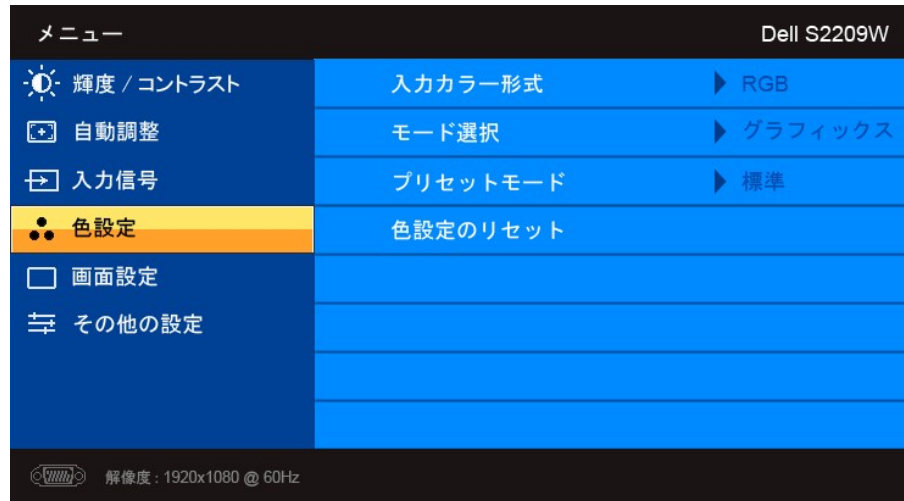 メニュー Dell S2209W
輝度 / コントラスト 入力カラー形式 RGB
自動調整 モード選択 グラフィックス
入力信号 プリセットモード 標準
色設定 色設定のリセット
画面設定
その他の設定
解像度 : 1920x1080 @ 60Hz